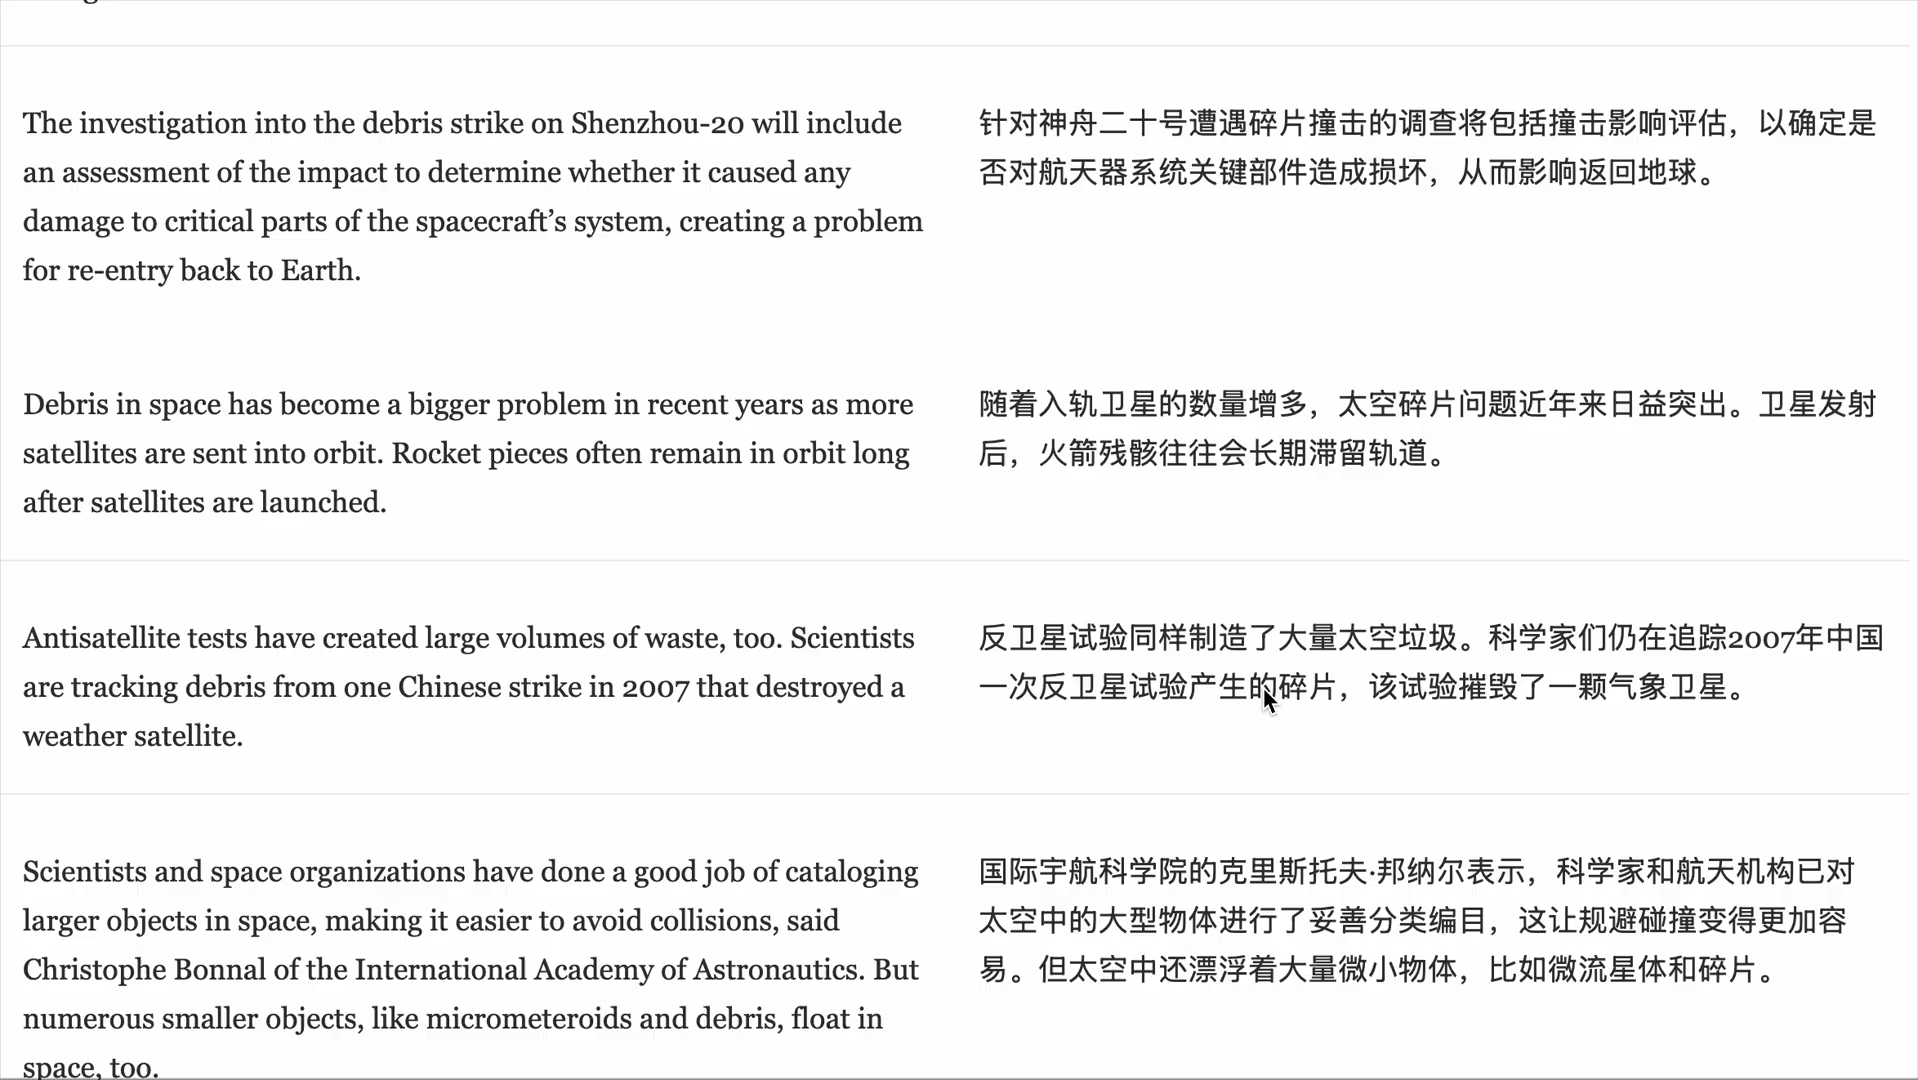 The investigation into the debris strike on Shenzhou-20 will include
an assessment of the impact to determine whether it caused any
damage to critical parts of the spacecraft’s system, creating a problem
for re-entry back to Earth.
针对神舟二十号遭遇碎片撞击的调查将包括撞击影响评估，以确定是
否对航天器系统关键部件造成损坏，从而影响返回地球。
Debris in space has become a bigger problem in recent years as more
satellites are sent into orbit. Rocket pieces often remain in orbit long
after satellites are launched.
随着入轨卫星的数量增多，太空碎片问题近年来日益突出。卫星发射
后，火箭残骸往往会长期滞留轨道。
Antisatellite tests have created large volumes of waste, too. Scientists
are tracking debris from one Chinese strike in 2007 that destroyed a
weather satellite.
反卫星试验同样制造了大量太空垃圾。科学家们仍在追踪2007年中国
一次反卫星试验产生的碎片，该试验摧毁了一颗气象卫星。
Scientists and space organizations have done a good job of cataloging
larger objects in space, making it easier to avoid collisions, said
Christophe Bonnal of the International Academy of Astronautics. But
numerous smaller objects, like micrometeroids and debris, float in
space, too.
国际宇航科学院的克里斯托夫·邦纳尔表示，科学家和航天机构已对
太空中的大型物体进行了妥善分类编目，这让规避碰撞变得更加容
易。但太空中还漂浮着大量微小物体，比如微流星体和碎片。